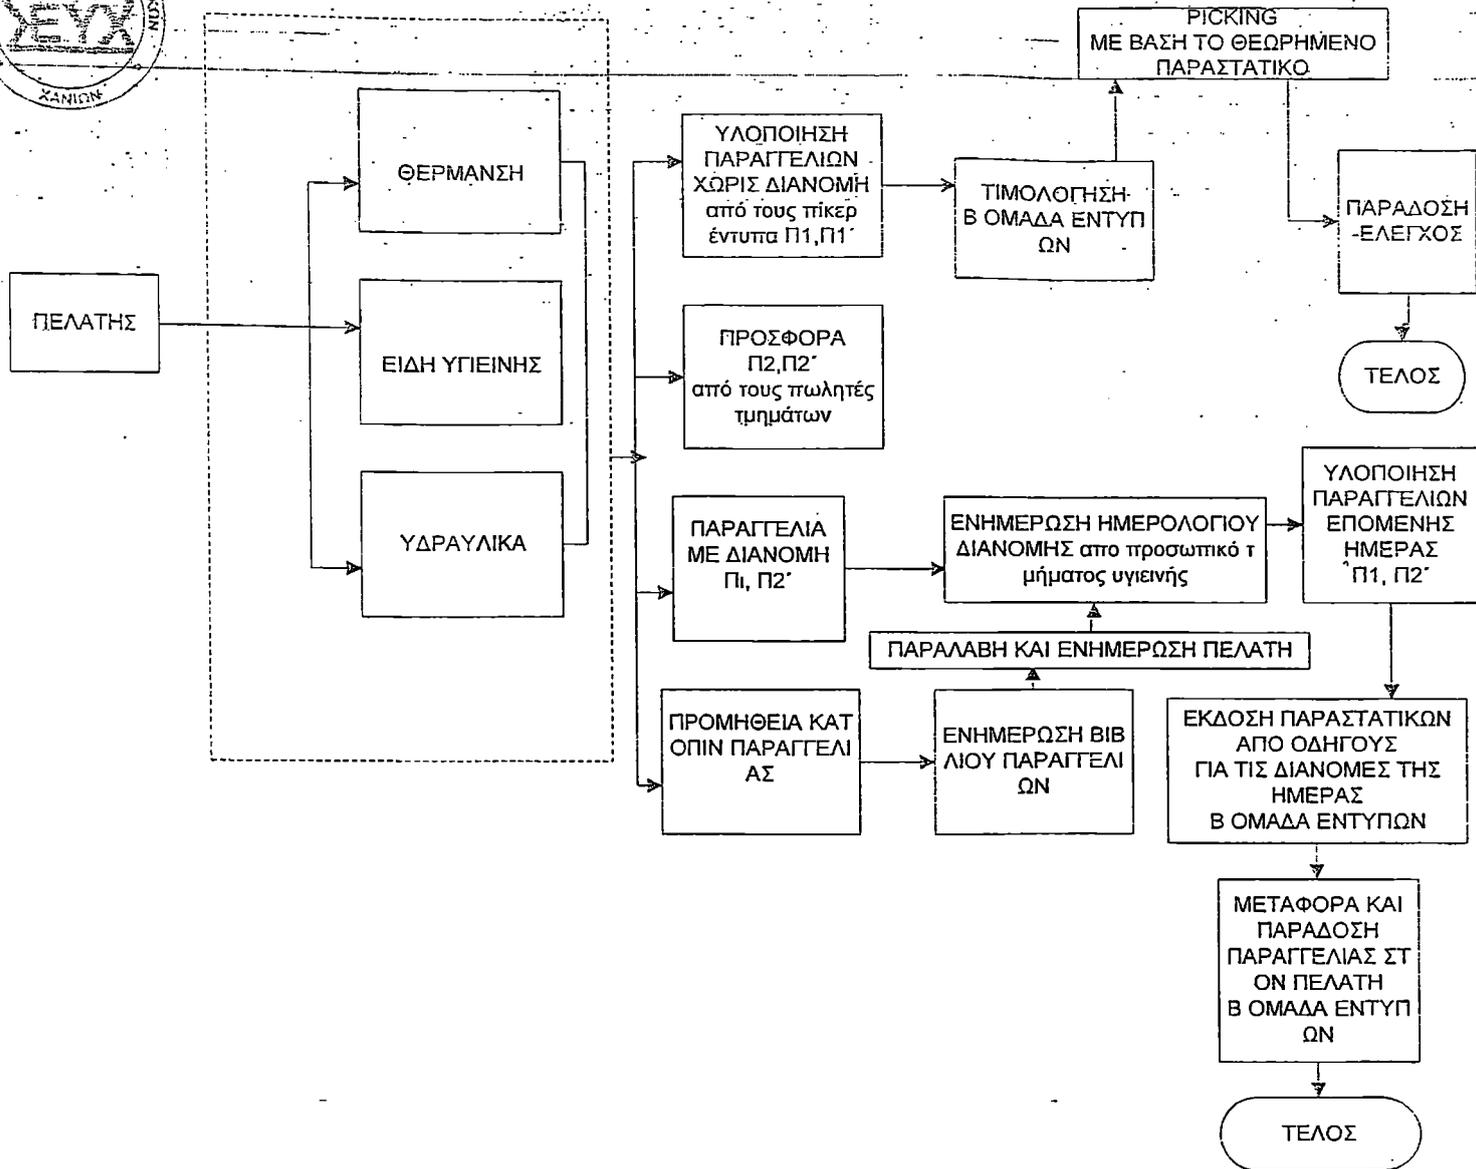 ΧΕΥΧ
ΧΑΝΙΩΝ
PICKING
ΜΕ ΒΑΣΗ ΤΟ ΘΕΩΡΗΜΕΝΟ
ΠΑΡΑΣΤΑΤΙΚΟ
ΘΕΡΜΑΝΣΗ
ΥΛΟΠΟΙΗΣΗ
ΠΑΡΑΓΓΕΛΙΩΝ
ΧΩΡΙΣ ΔΙΑΝΟΜΗ
από τους πίκερ
έντυπα Π1,Π1΄
ΤΙΜΟΛΟΓΗΣΗ-
Β ΟΜΑΔΑ ΕΝΤΥΠ
ΩΝ
ΠΑΡΑΔΟΣΗ
-ΕΛΕΓΧΟΣ
ΤΕΛΟΣ
ΠΕΛΑΤΗΣ
ΕΙΔΗ ΥΓΙΕΙΝΗΣ
ΠΡΟΣΦΟΡΑ
Π2,Π2΄
από τους πωλητές
τμημάτων
ΥΔΡΑΥΛΙΚΑ
ΠΑΡΑΓΓΕΛΙΑ
ΜΕ ΔΙΑΝΟΜΗ
Πι, Π2΄
ΕΝΗΜΕΡΩΣΗ ΗΜΕΡΟΛΟΓΙΟΥ
ΔΙΑΝΟΜΗΣ απο προσωπικό τ
μήματος υγιεινής
ΥΛΟΠΟΙΗΣΗ
ΠΑΡΑΓΓΕΛΙΩΝ
ΕΠΟΜΕΝΗΣ
ΗΜΕΡΑΣ
Π1, Π2΄
ΠΑΡΑΛΑΒΗ ΚΑΙ ΕΝΗΜΕΡΩΣΗ ΠΕΛΑΤΗ
ΠΡΟΜΗΘΕΙΑ ΚΑΤ
ΟΠΙΝ ΠΑΡΑΓΓΕΛΙ
ΑΣ
ΕΝΗΜΕΡΩΣΗ ΒΙΒ
ΛΙΟΥ ΠΑΡΑΓΓΕΛΙ
ΩΝ
ΕΚΔΟΣΗ ΠΑΡΑΣΤΑΤΙΚΩΝ
ΑΠΟ ΟΔΗΓΟΥΣ
ΓΙΑ ΤΙΣ ΔΙΑΝΟΜΕΣ ΤΗΣ
ΗΜΕΡΑΣ
Β ΟΜΑΔΑ ΕΝΤΥΠΩΝ
ΜΕΤΑΦΟΡΑ ΚΑΙ
ΠΑΡΑΔΟΣΗ
ΠΑΡΑΓΓΕΛΙΑΣ ΣΤ
ΟΝ ΠΕΛΑΤΗ
Β ΟΜΑΔΑ ΕΝΤΥΠ
ΩΝ
ΤΕΛΟΣ